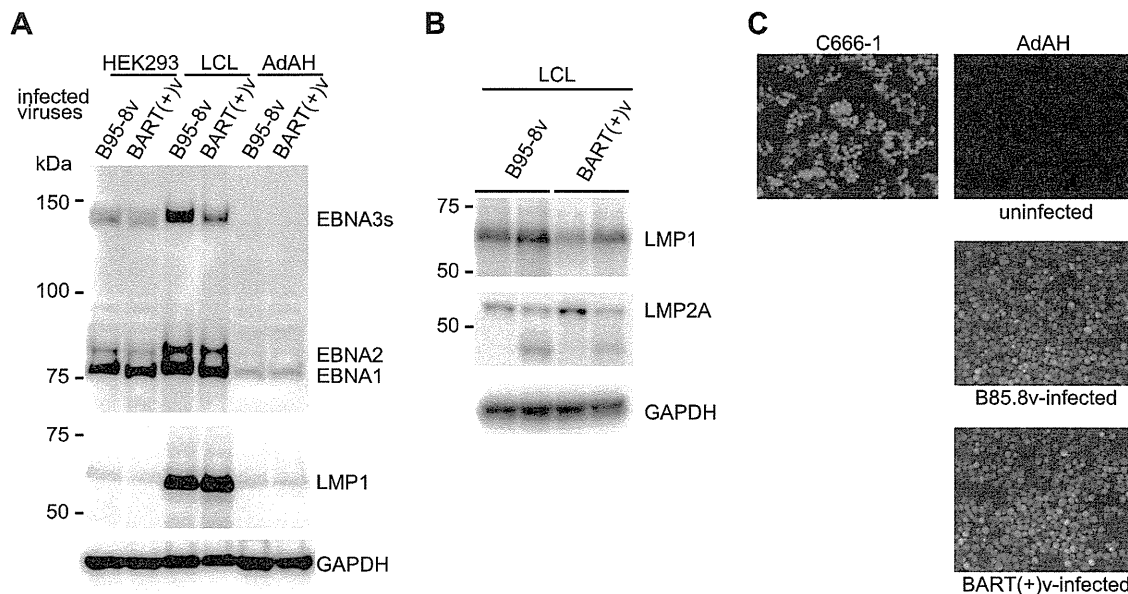 A
HEK293 LCL AdAH
infected
viruses
B95-8v
BART(+)v
B95-8v
BART(+)v
B95-8v
BART(+)v
kDa
150
100
75
75
50
EBNA3s
EBNA2
EBNA1
LMP1
GAPDH
B
LCL
B95-8v
BART(+)v
75
50
50
LMP1
LMP2A
GAPDH
C
C666-1
AdAH
uninfected
B85.8v-infected
BART(+)v-infected